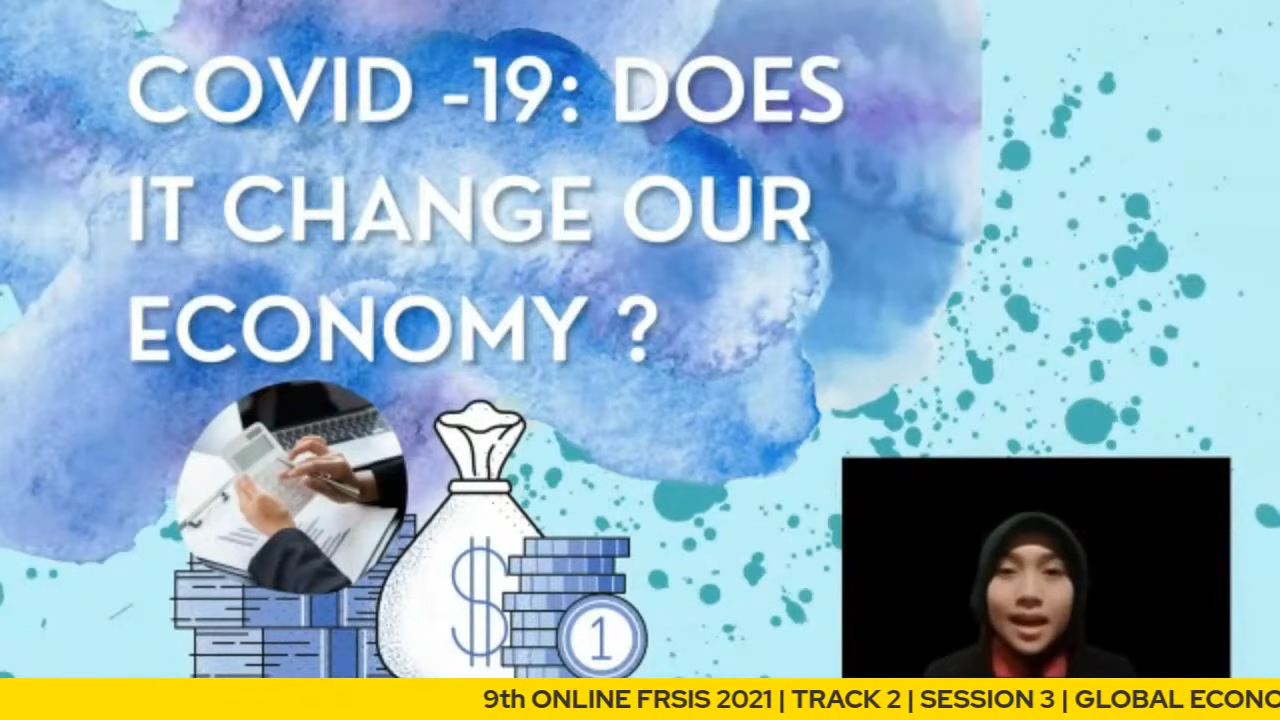 COVID -19: DOES
IT CHANGE OUR
ECONOMY ?
$
1
9th ONLINE FRSIS 2021 | TRACK 2 | SESSION 3 | GLOBAL ECONO